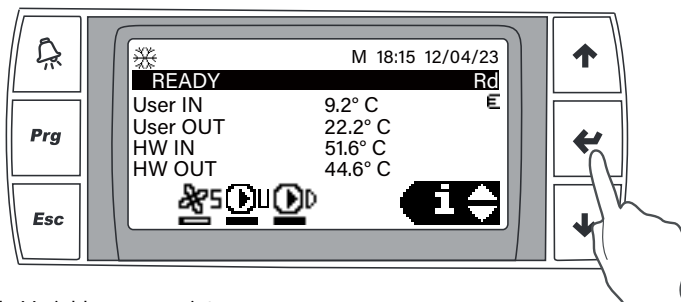 M 18:15 12/04/23
READY Rd
User IN 9.2° C E
User OUT 22.2° C
HW IN 51.6° C
HW OUT 44.6° C
S U D i
Prg
Esc